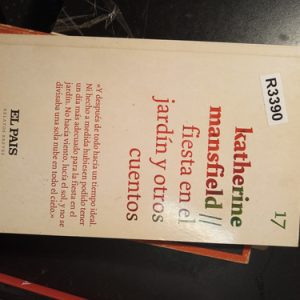 R3390
17
katherine
mansfield //
fiesta en el
jardín y otros
cuentos
«Y después de todo hacía un tiempo ideal.
Ni hecho a medida hubiesen podido tener
un día más adecuado para la fiesta en el
jardín. No hacía viento, lucía el sol, y no se
divisaba una sola nube en todo el cielo.»
EL PAIS